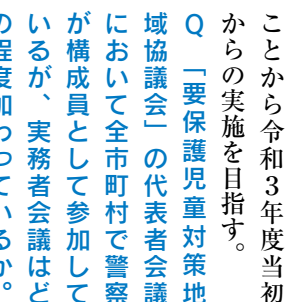 ことから令和３年度当初
からの実施を目指す。
Q 「要保護児童対策地
域協議会」の代表者会議
において全市町村で警察
が構成員として参加して
いるが、実務者会議はど
の程度加わっているか。